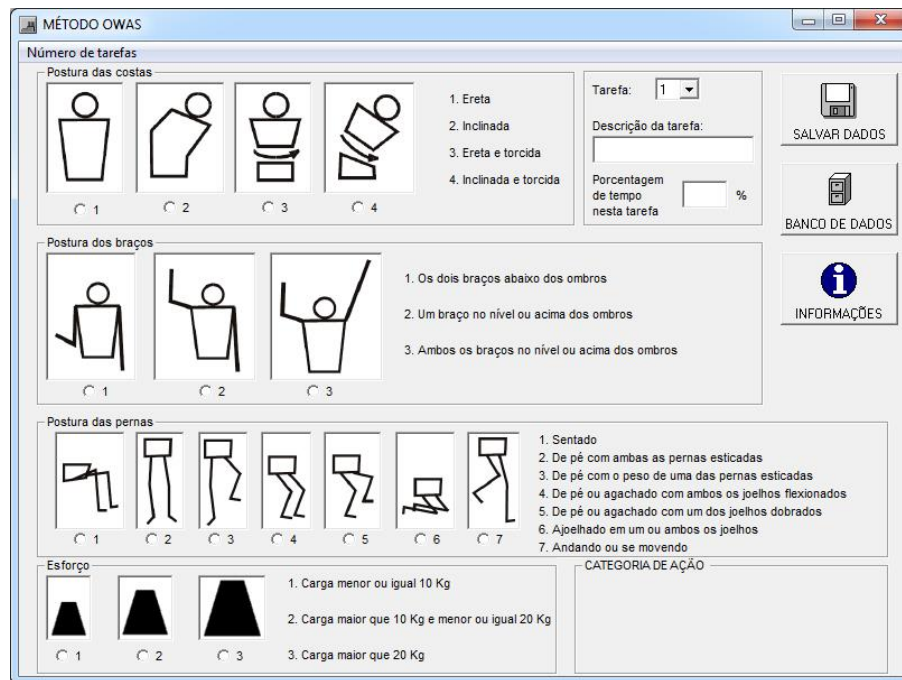 MÉTODO OWAS
Número de tarefas
Postura das costas
1. Ereta
2. Inclinada
3. Ereta e torcida
4. Inclinada e torcida
1 2 3 4
Tarefa: 1
Descrição da tarefa:
Porcentagem
de tempo
nesta tarefa
%
SALVAR DADOS
BANCO DE DADOS
INFORMAÇÕES
Postura dos braços
1. Os dois braços abaixo dos ombros
2. Um braço no nível ou acima dos ombros
3. Ambos os braços no nível ou acima dos ombros
1 2 3
Postura das pernas
1. Sentado
2. De pé com ambas as pernas esticadas
3. De pé com o peso de uma das pernas esticadas
4. De pé ou agachado com ambos os joelhos flexionados
5. De pé ou agachado com um dos joelhos dobrados
6. Ajoelhado em um ou ambos os joelhos
7. Andando ou se movendo
1 2 3 4 5 6 7
Esforço
1. Carga menor ou igual 10 Kg
2. Carga maior que 10 Kg e menor ou igual 20 Kg
3. Carga maior que 20 Kg
1 2 3
CATEGORIA DE AÇÃO